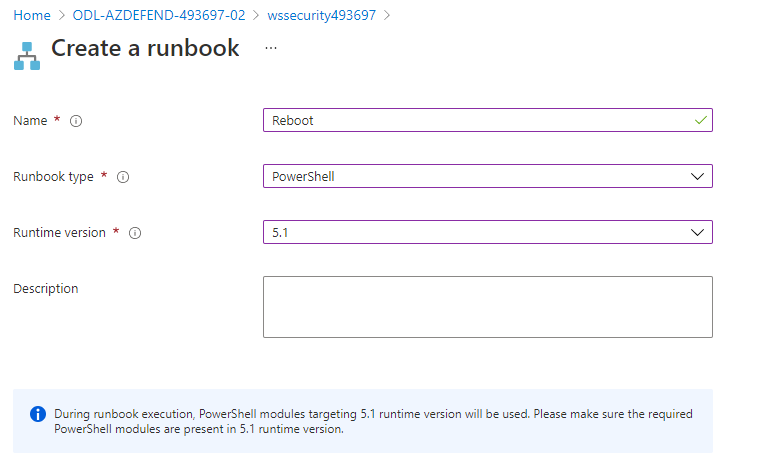 Home > ODL-AZDEFEND-493697-02 > wssecurity493697 >
Create a runbook ...
Name *
Reboot
Runbook type *
PowerShell
Runtime version *
5.1
Description
During runbook execution, PowerShell modules targeting 5.1 runtime version will be used. Please make sure the required
PowerShell modules are present in 5.1 runtime version.